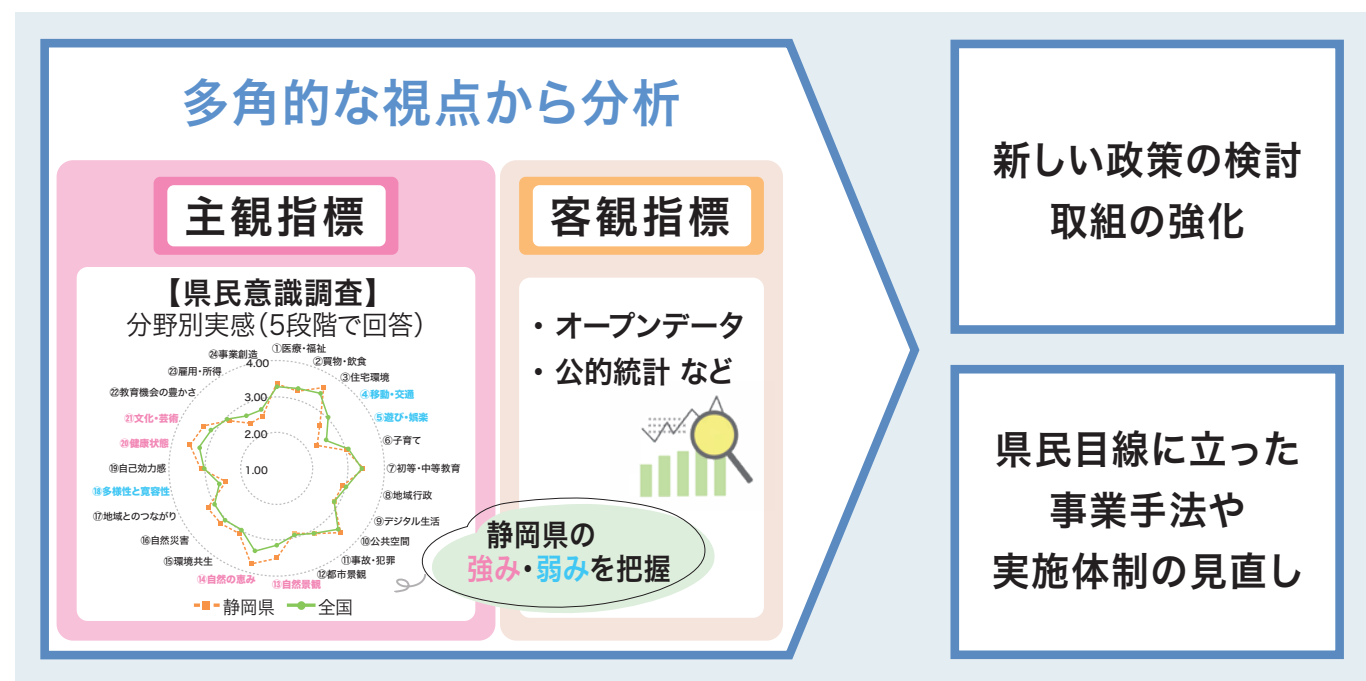 多角的な視点から分析
主観指標
【県民意識調査】
分野別実感（5段階で回答）
①医療・福祉
②買物・飲食
③住宅環境
④移動・交通
⑤遊び・娯楽
⑥子育て
⑦初等・中等教育
⑧地域行政
⑨デジタル生活
⑩公共空間
⑪事故・犯罪
⑫都市景観
⑬自然景観
⑭自然の恵み
⑮環境共生
⑯自然災害
⑰地域とのつながり
⑱多様性と寛容性
⑲自己効力感
⑳健康状態
㉑文化・芸術
㉒教育機会の豊かさ
㉓雇用・所得
㉔事業創造
4.00
3.00
2.00
1.00
静岡県 全国
客観指標
・オープンデータ
・公的統計 など
静岡県の
強み・弱みを把握
新しい政策の検討
取組の強化
県民目線に立った
事業手法や
実施体制の見直し